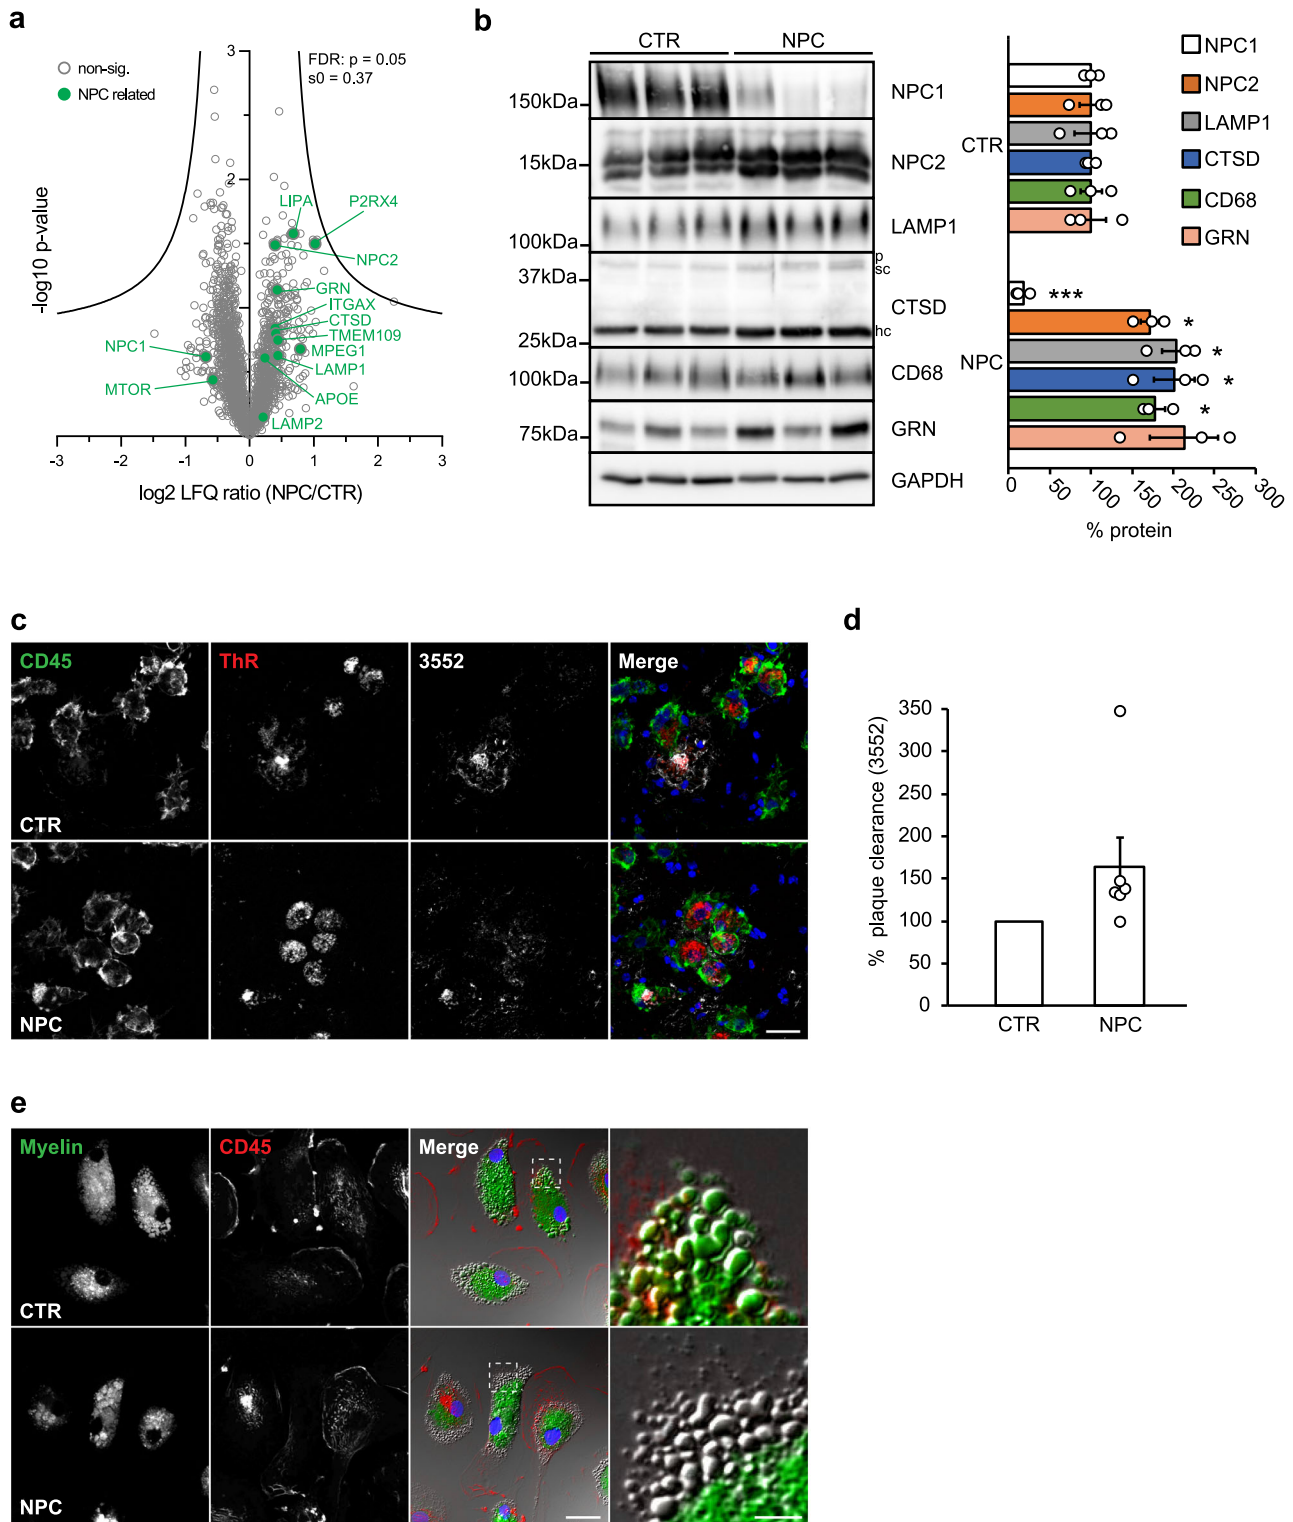 a
non-sig.
NPC related
FDR: p = 0.05
s0 = 0.37
3
2
1
-log10 p-value
LIPA
P2RX4
NPC2
GRN
ITGAX
CTSD
TMEM109
MPEG1
LAMP1
APOE
LAMP2
NPC1
MTOR
-3 -2 -1 0 1 2 3
log2 LFQ ratio (NPC/CTR)
b
CTR NPC
150kDa NPC1
15kDa NPC2
100kDa LAMP1
p
sc
37kDa
CTSD
25kDa hc
100kDa CD68
75kDa GRN
GAPDH
CTR
NPC
***
*
*
*
*
0 50 100 150 200 250 300
% protein
NPC1
NPC2
LAMP1
CTSD
CD68
GRN
c
CD45 ThR 3552 Merge
CTR
NPC
d
% plaque clearance (3552)
350
300
250
200
150
100
50
0
CTR NPC
e
Myelin CD45 Merge
CTR
NPC